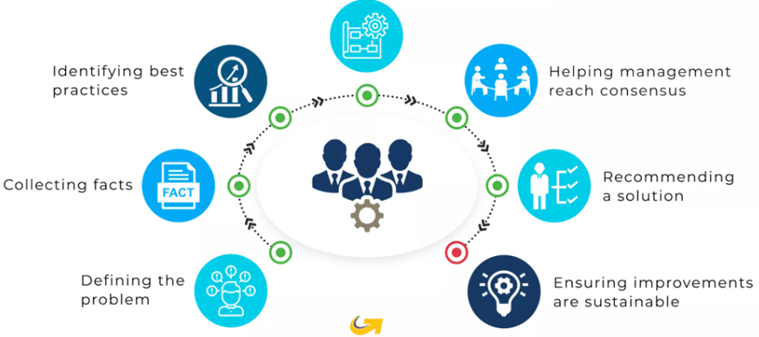 Identifying best
practices
Helping management
reach consensus
Collecting facts
FACT
Recommending
a solution
Defining the
problem
Ensuring improvements
are sustainable